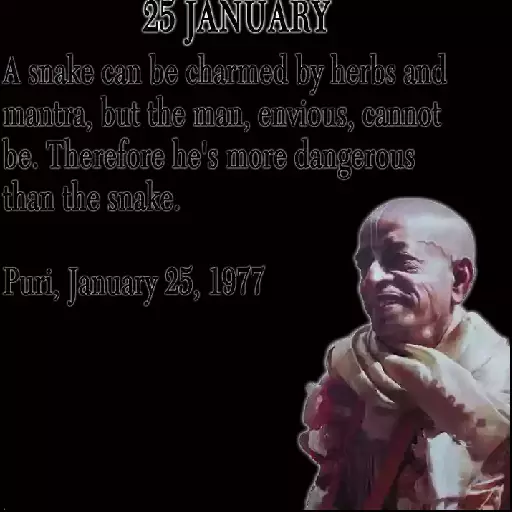 25 JANUARY
A snake can be charmed by herbs and
mantra, but the man, envious, cannot
be. Therefore he's more dangerous
than the snake.
Puri, January 25, 1977